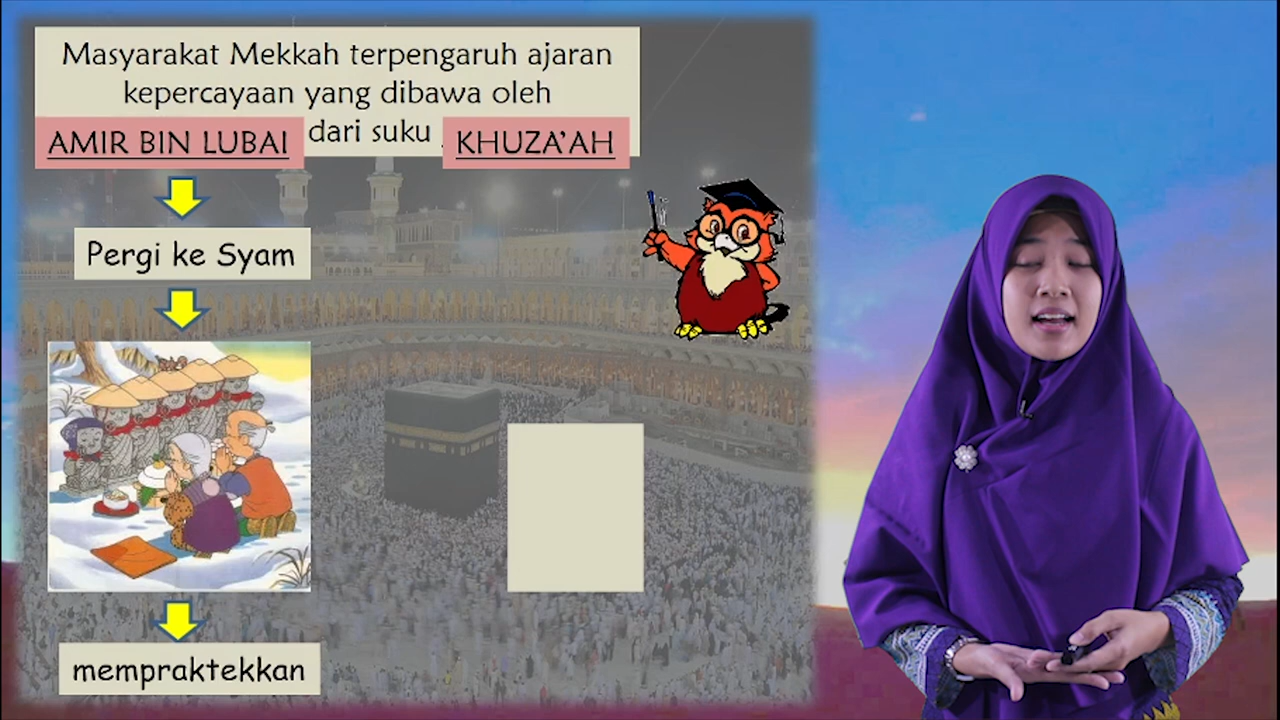 Masyarakat Mekkah terpengaruh ajaran
kepercayaan yang dibawa oleh
AMIR BIN LUBAI dari suku KHUZA'AH
Pergi ke Syam
mempraktekkan